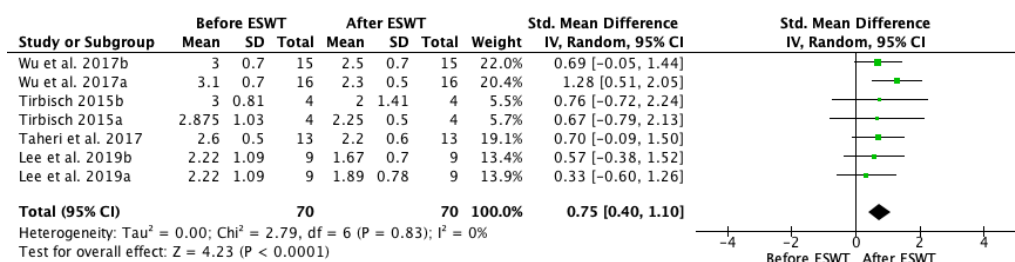 Before ESWT After ESWT Std. Mean Difference Std. Mean Difference
Study or Subgroup Mean SD Total Mean SD Total Weight IV, Random, 95% CI IV, Random, 95% CI
Wu et al. 2017b 3 0.7 15 2.5 0.7 15 22.0% 0.69 [-0.05, 1.44]
Wu et al. 2017a 3.1 0.7 16 2.3 0.5 16 20.4% 1.28 [0.51, 2.05]
Tirbisch 2015b 3 0.81 4 2 1.41 4 5.5% 0.76 [-0.72, 2.24]
Tirbisch 2015a 2.875 1.03 4 2.25 0.5 4 5.7% 0.67 [-0.79, 2.13]
Taheri et al. 2017 2.6 0.5 13 2.2 0.6 13 19.1% 0.70 [-0.09, 1.50]
Lee et al. 2019b 2.22 1.09 9 1.67 0.7 9 13.4% 0.57 [-0.38, 1.52]
Lee et al. 2019a 2.22 1.09 9 1.89 0.78 9 13.9% 0.33 [-0.60, 1.26]
Total (95% CI) 70 70 100.0% 0.75 [0.40, 1.10]
Heterogeneity: Tau² = 0.00; Chi² = 2.79, df = 6 (P = 0.83); I² = 0%
Test for overall effect: Z = 4.23 (P < 0.0001)
-4 -2 0 2 4
Before ESWT After ESWT